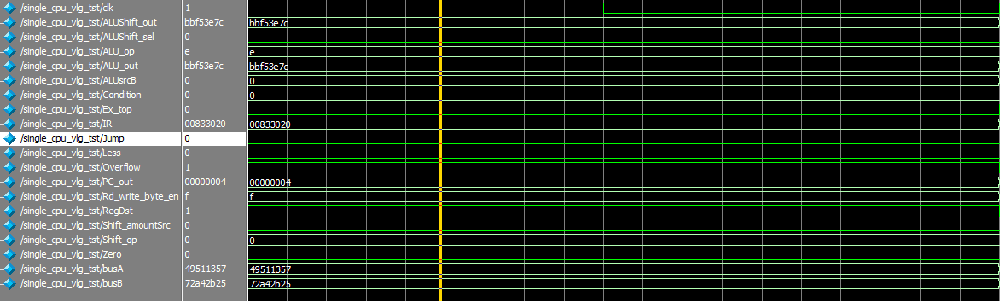 /single_cpu_vlg_tst/clk 1
/single_cpu_vlg_tst/ALUShift_out bbf53e7c bbf53e7c
/single_cpu_vlg_tst/ALUShift_sel 0
/single_cpu_vlg_tst/ALU_op e e
/single_cpu_vlg_tst/ALU_out bbf53e7c bbf53e7c
/single_cpu_vlg_tst/ALUsrcB 0 0
/single_cpu_vlg_tst/Condition 0 0
/single_cpu_vlg_tst/Ex_top 0
/single_cpu_vlg_tst/IR 00833020 00833020
/single_cpu_vlg_tst/Jump 0
/single_cpu_vlg_tst/Less 0
/single_cpu_vlg_tst/Overflow 1
/single_cpu_vlg_tst/PC_out 00000004 00000004
/single_cpu_vlg_tst/Rd_write_byte_en f f
/single_cpu_vlg_tst/RegDst 1
/single_cpu_vlg_tst/Shift_amountSrc 0
/single_cpu_vlg_tst/Shift_op 0 0
/single_cpu_vlg_tst/Zero 0
/single_cpu_vlg_tst/busA 49511357 49511357
/single_cpu_vlg_tst/busB 72a42b25 72a42b25